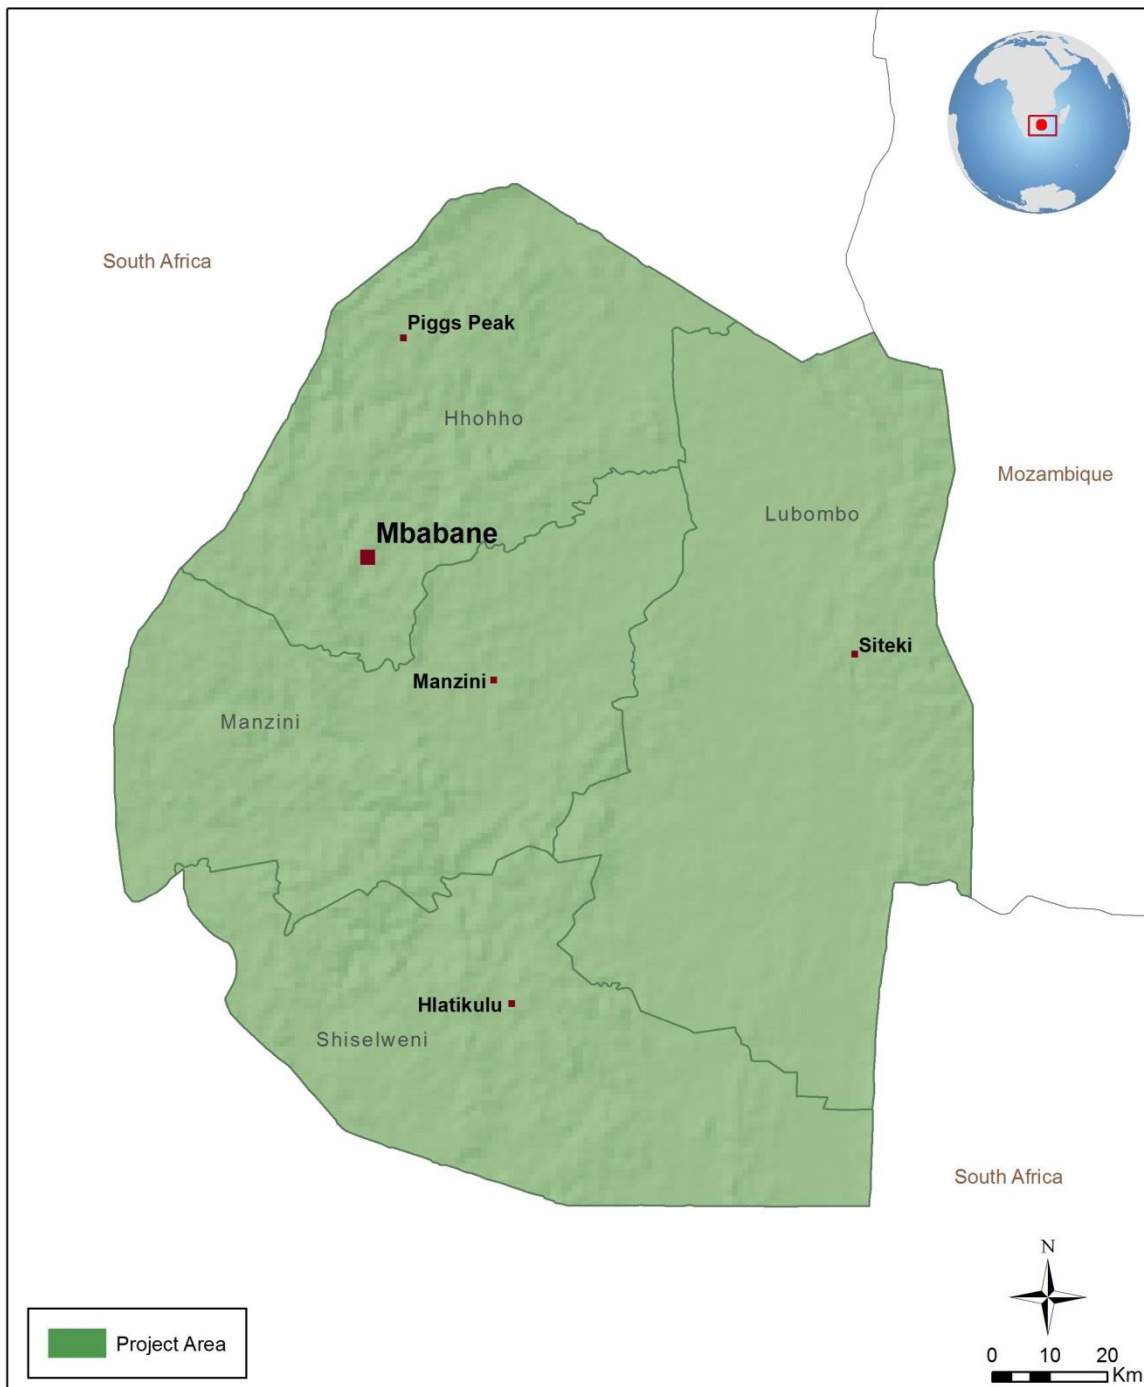 South Africa
Piggs Peak
Hhohho
Mozambique
Lubombo
Mbabane
Siteki
Manzini
Manzini
Hlatikulu
Shiselweni
South Africa
N
Project Area
0 10 20
Km